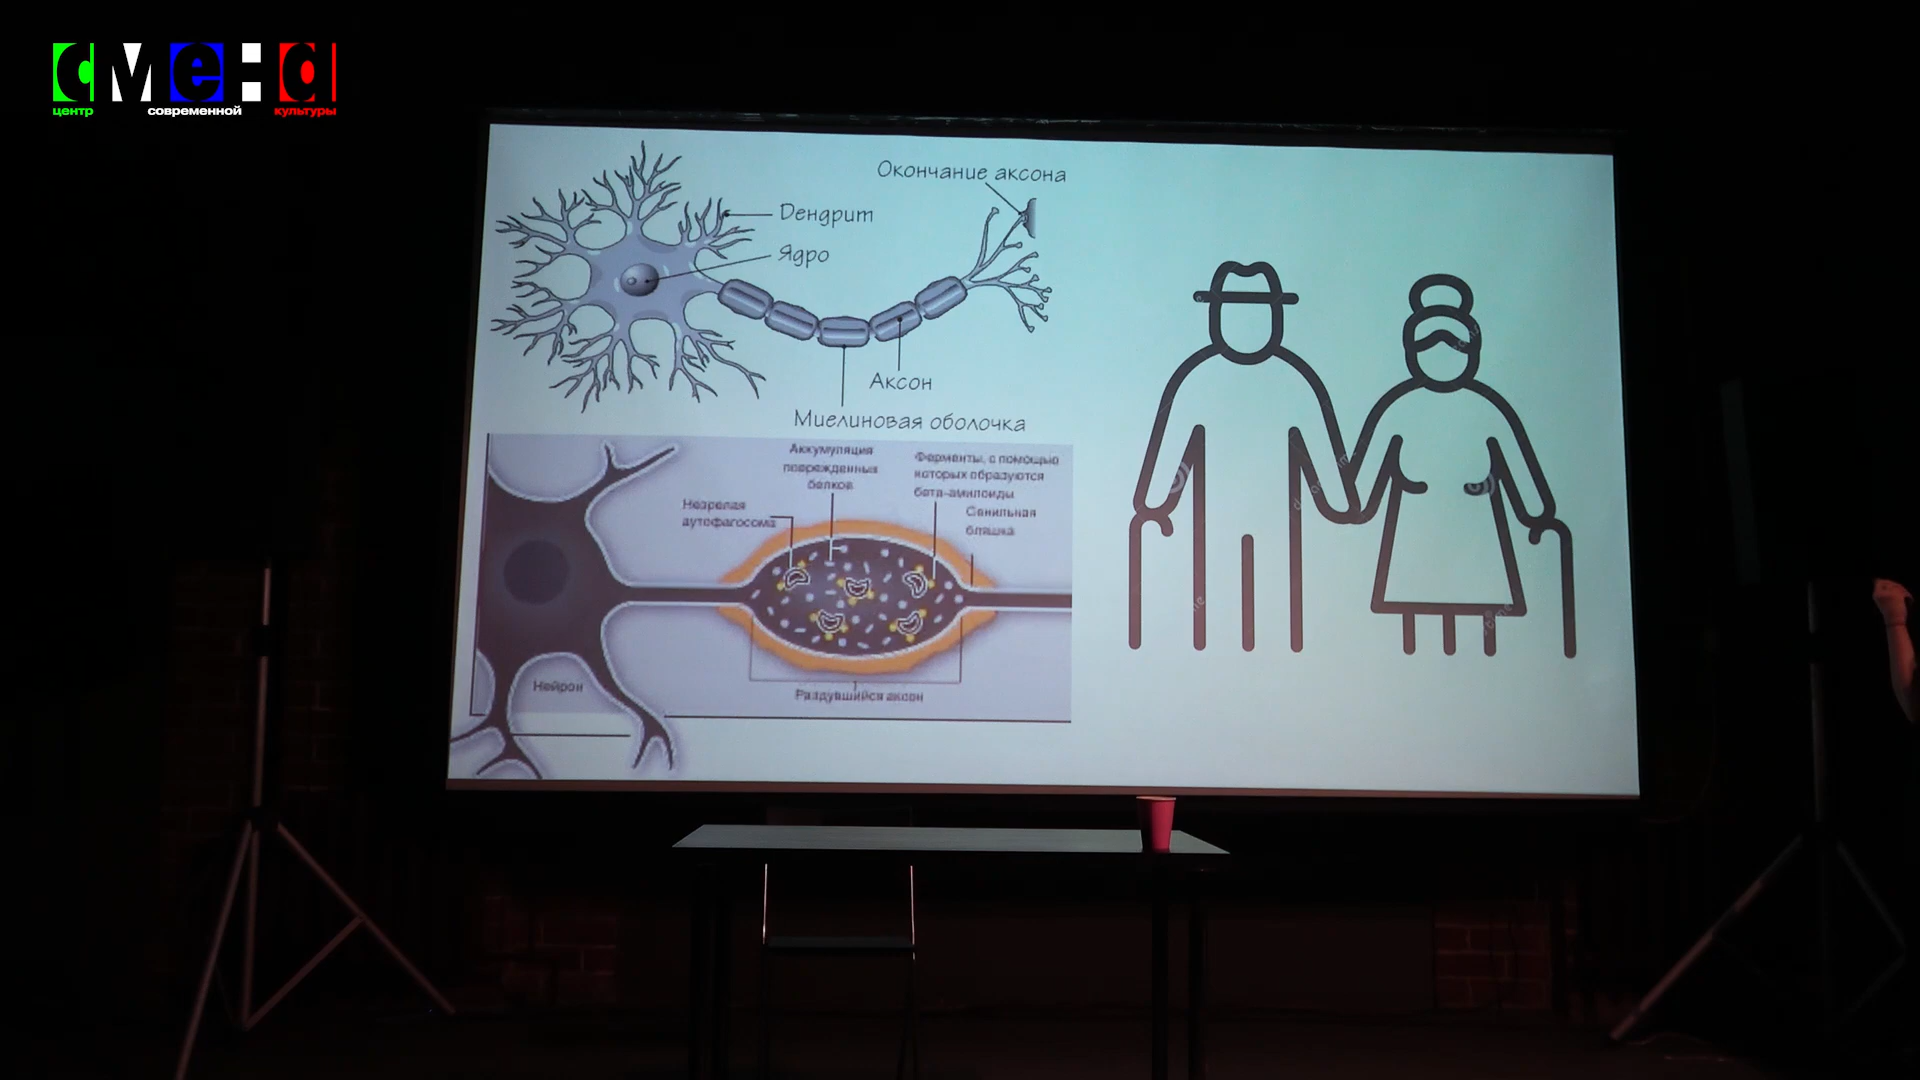 смена
центр современной культуры
Окончание аксона
Дендрит
Ядро
Аксон
Миелиновая оболочка
Аккумуляция
поврежденных
белков
Ферменты, с помощью
которых образуются
бета-амилоиды
Незрелая
аутофагосома
Сенильная
бляшка
Нейрон
Раздувшийся аксон